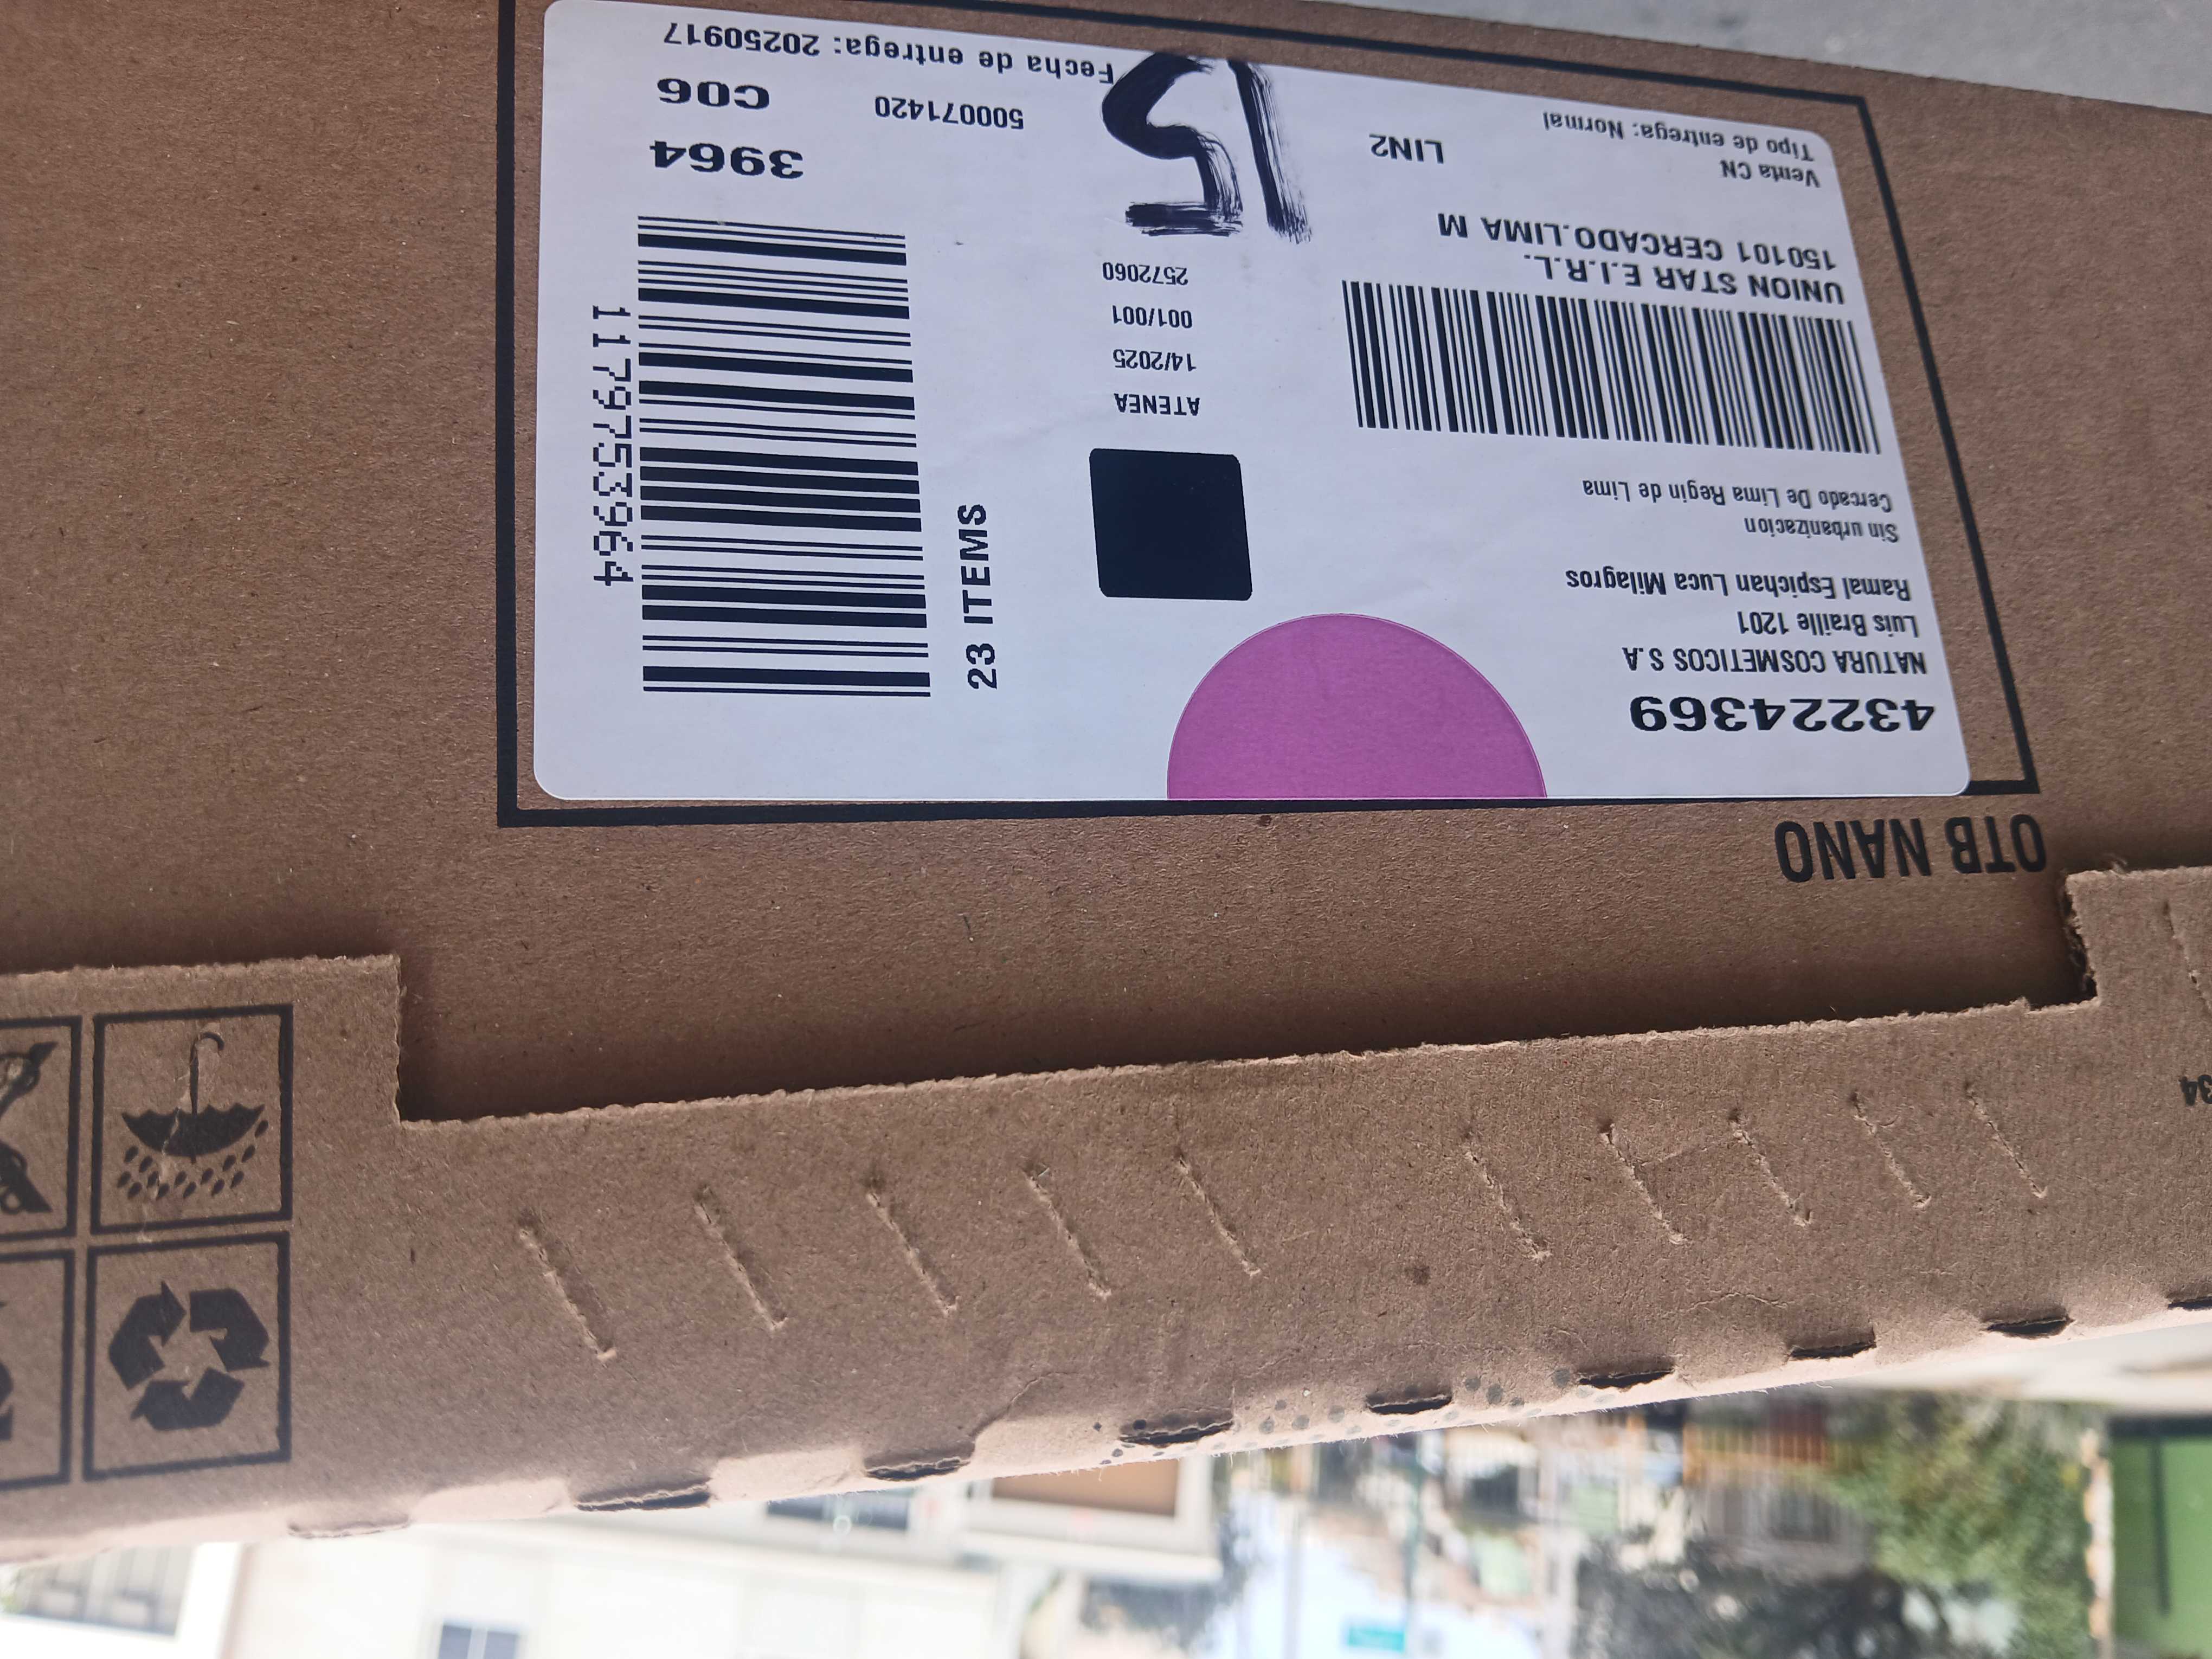 OTB NANO
43224369
NATURA COSMETICOS S.A
Luis Braille 1201
Ramal Espichan Luca Milagros
Sin urbanizacion
Cercado De Lima Regin de Lima
UNION STAR E.I.R.L.
150101 CERCADO.LIMA M
Venta CN
Tipo de entrega: Normal
LIN2
ATENEA
14/2025
001/001
2572060
15
23 ITEMS
1179753964
3964
500071420
C06
Fecha de entrega: 20250917